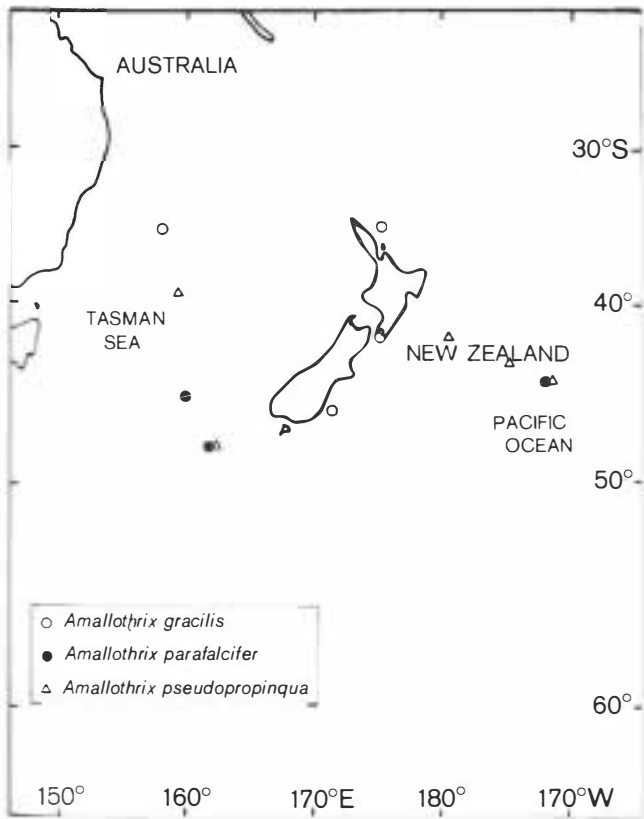 AUSTRALIA
30°S
40°
TASMAN
SEA
NEW ZEALAND
PACIFIC
OCEAN
50°
Amallothrix gracilis
Amallothrix parafalcifer
Amallothrix pseudopropinqua
60°
150° 160° 170°E 180° 170°W